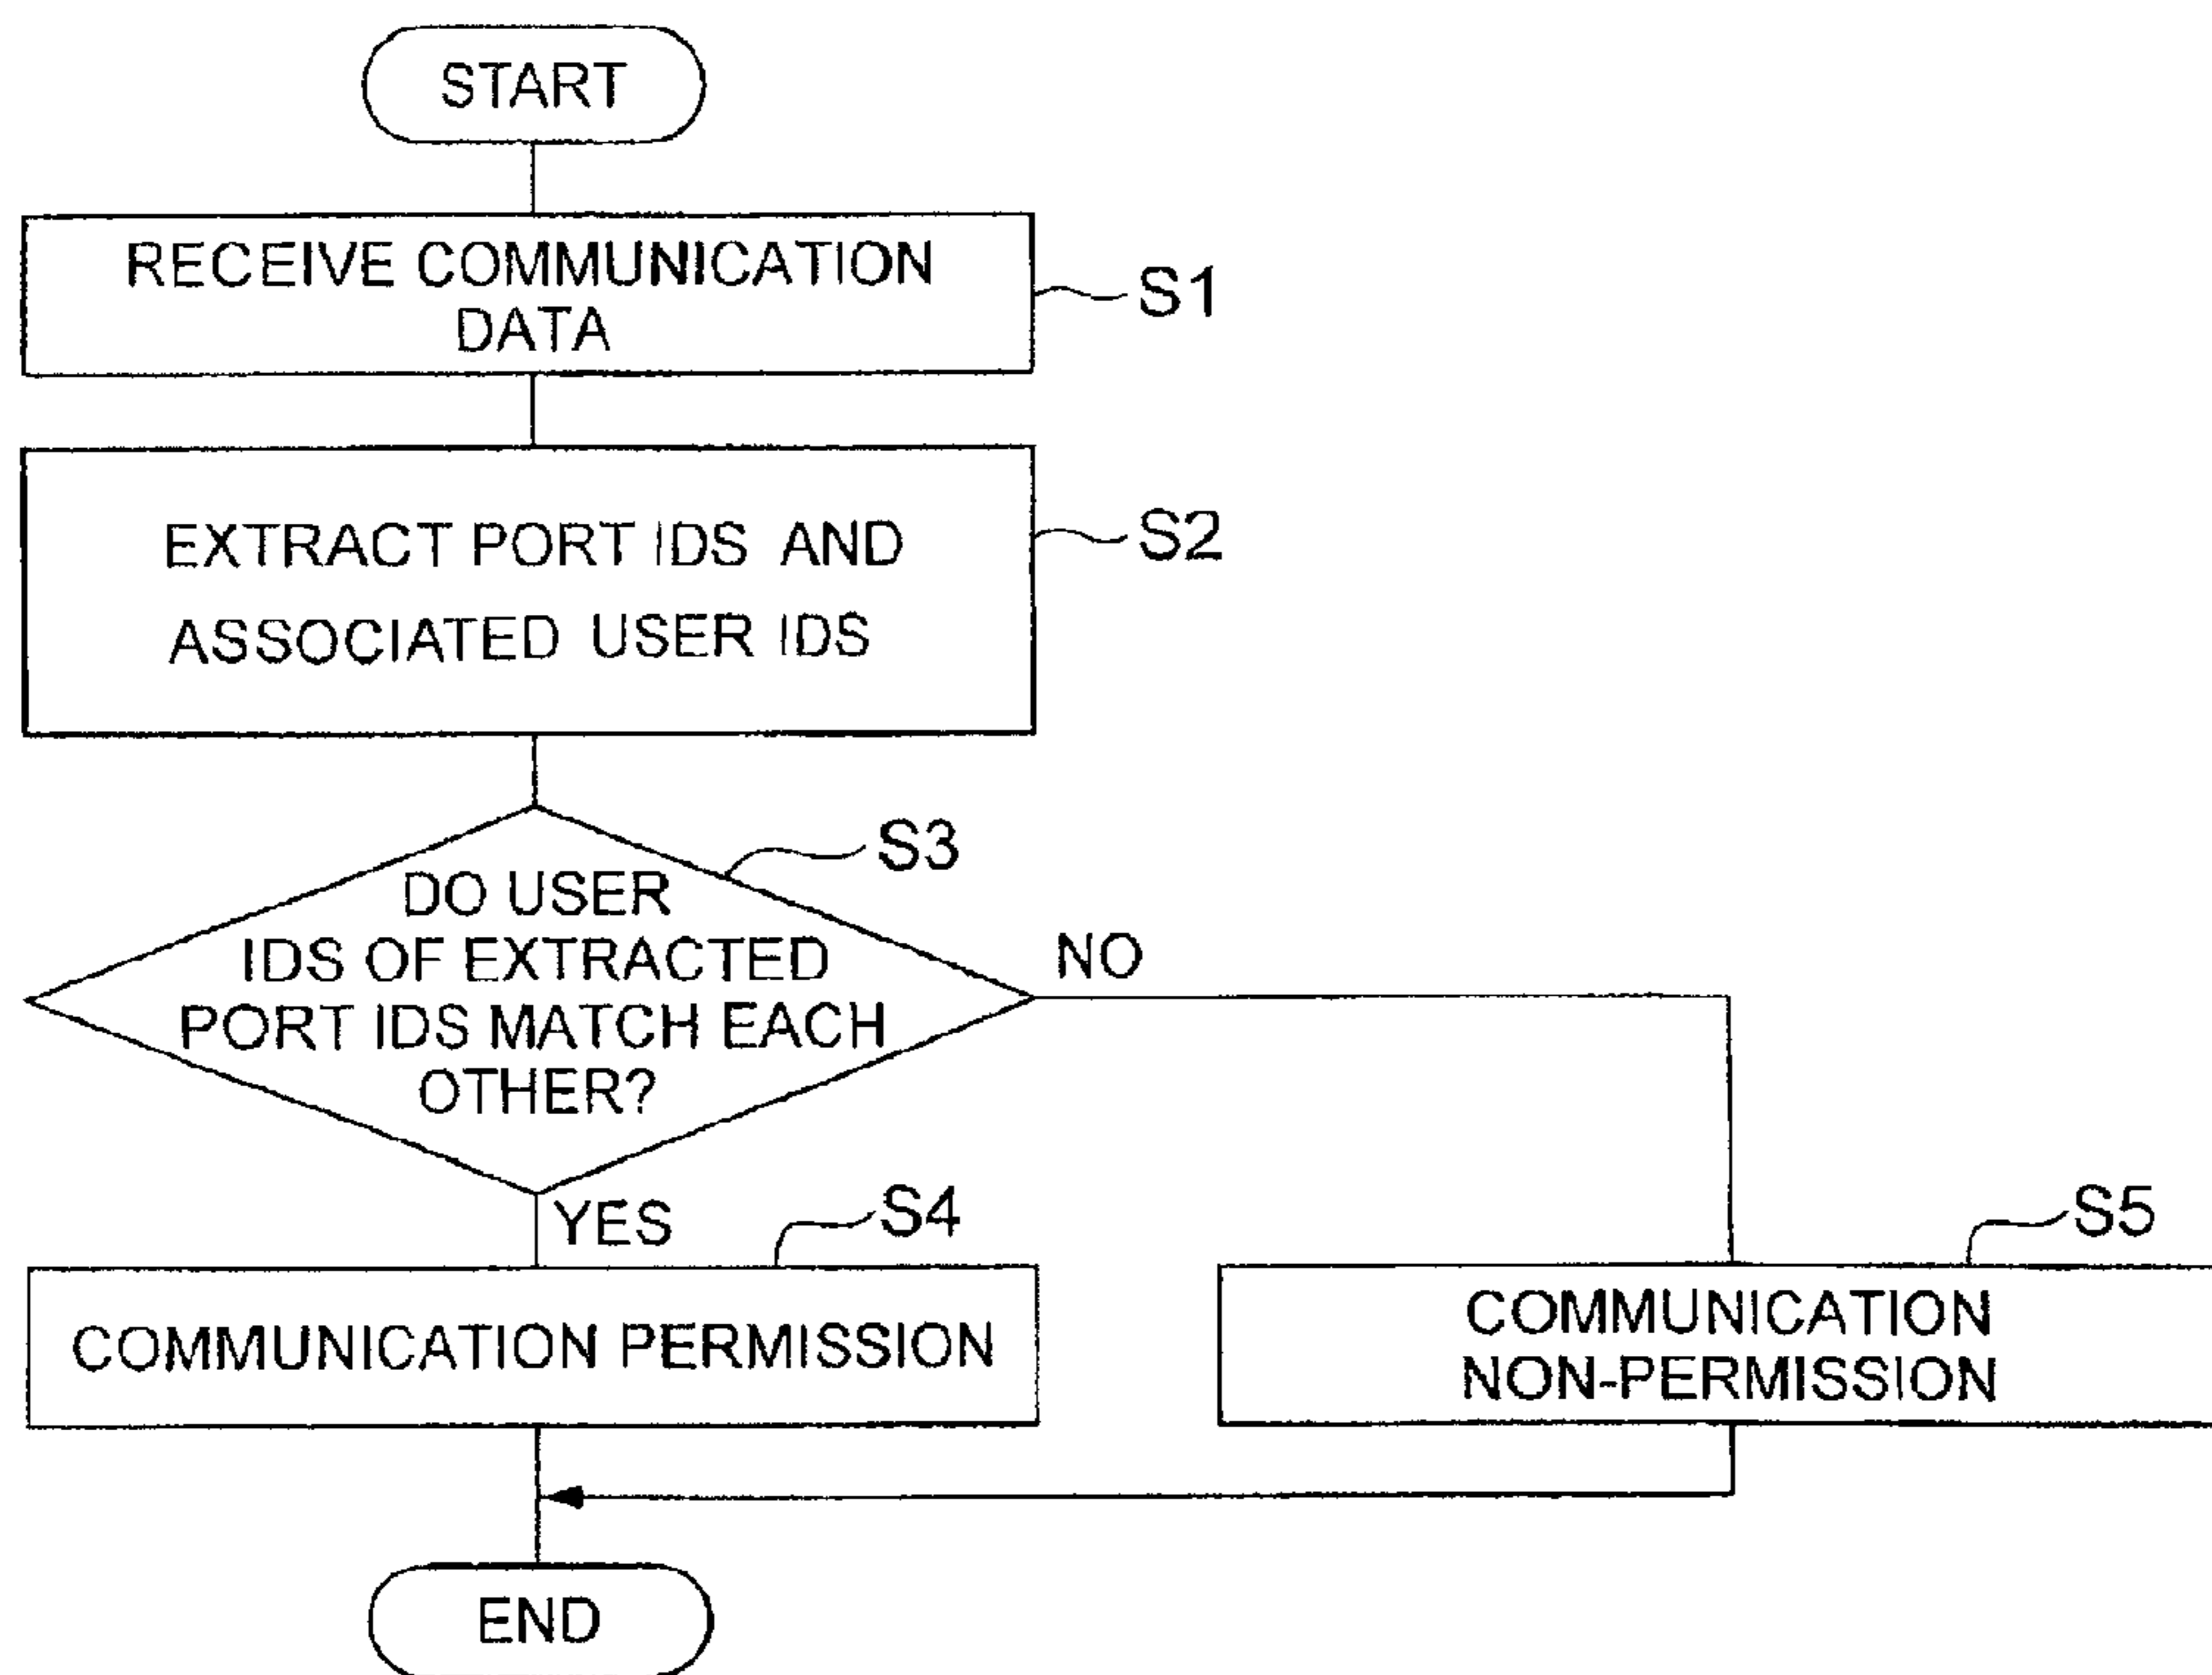 START
RECEIVE COMMUNICATION
DATA
S1
EXTRACT PORT IDS AND
ASSOCIATED USER IDS
S2
S3
DO USER
IDS OF EXTRACTED
PORT IDS MATCH EACH
OTHER?
NO
YES
S4
S5
COMMUNICATION PERMISSION
COMMUNICATION
NON-PERMISSION
END